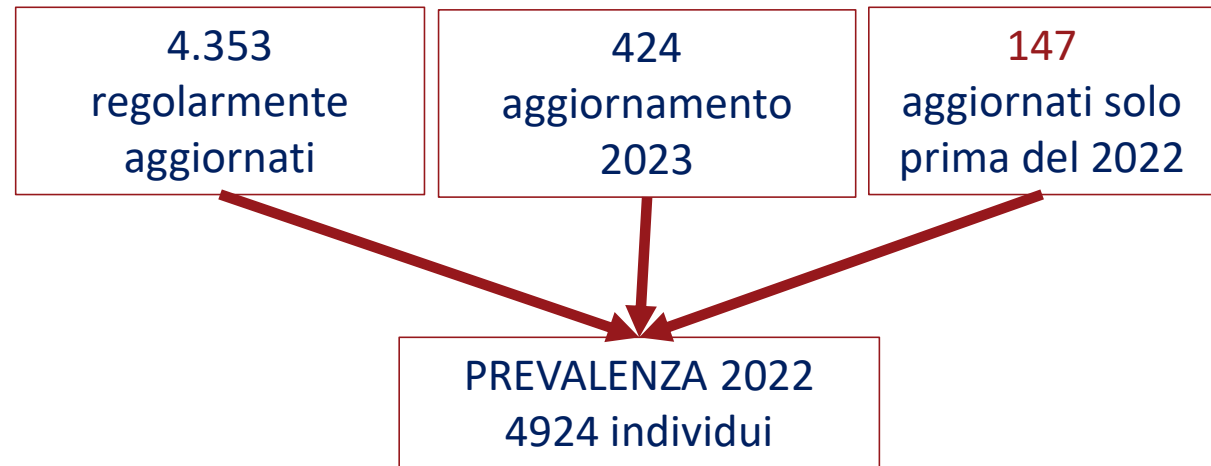 4.353
regolarmente
aggiornati
424
aggiornamento
2023
147
aggiornati solo
prima del 2022
PREVALENZA 2022
4924 individui